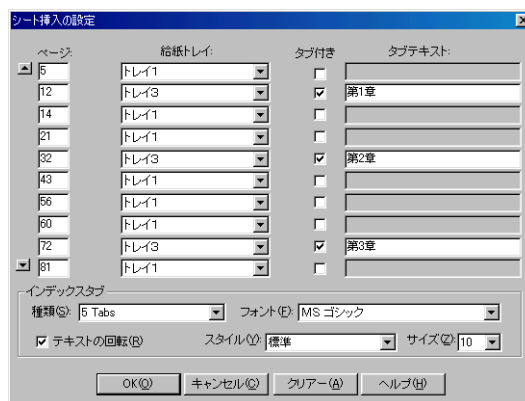 シート挿入の設定
ページ: 給紙トレイ: タブ付き タブテキスト:
5 トレイ1
12 トレイ3 第1章
14 トレイ1
21 トレイ1
32 トレイ3 第2章
43 トレイ1
56 トレイ1
60 トレイ1
72 トレイ3 第3章
81 トレイ1
インデックスタブ
種類(S): 5 Tabs フォント(F): MS ゴシック
テキストの回転(R) スタイル(Y): 標準 サイズ(Z): 10
OK(O) キャンセル(C) クリアー(A) ヘルプ(H)